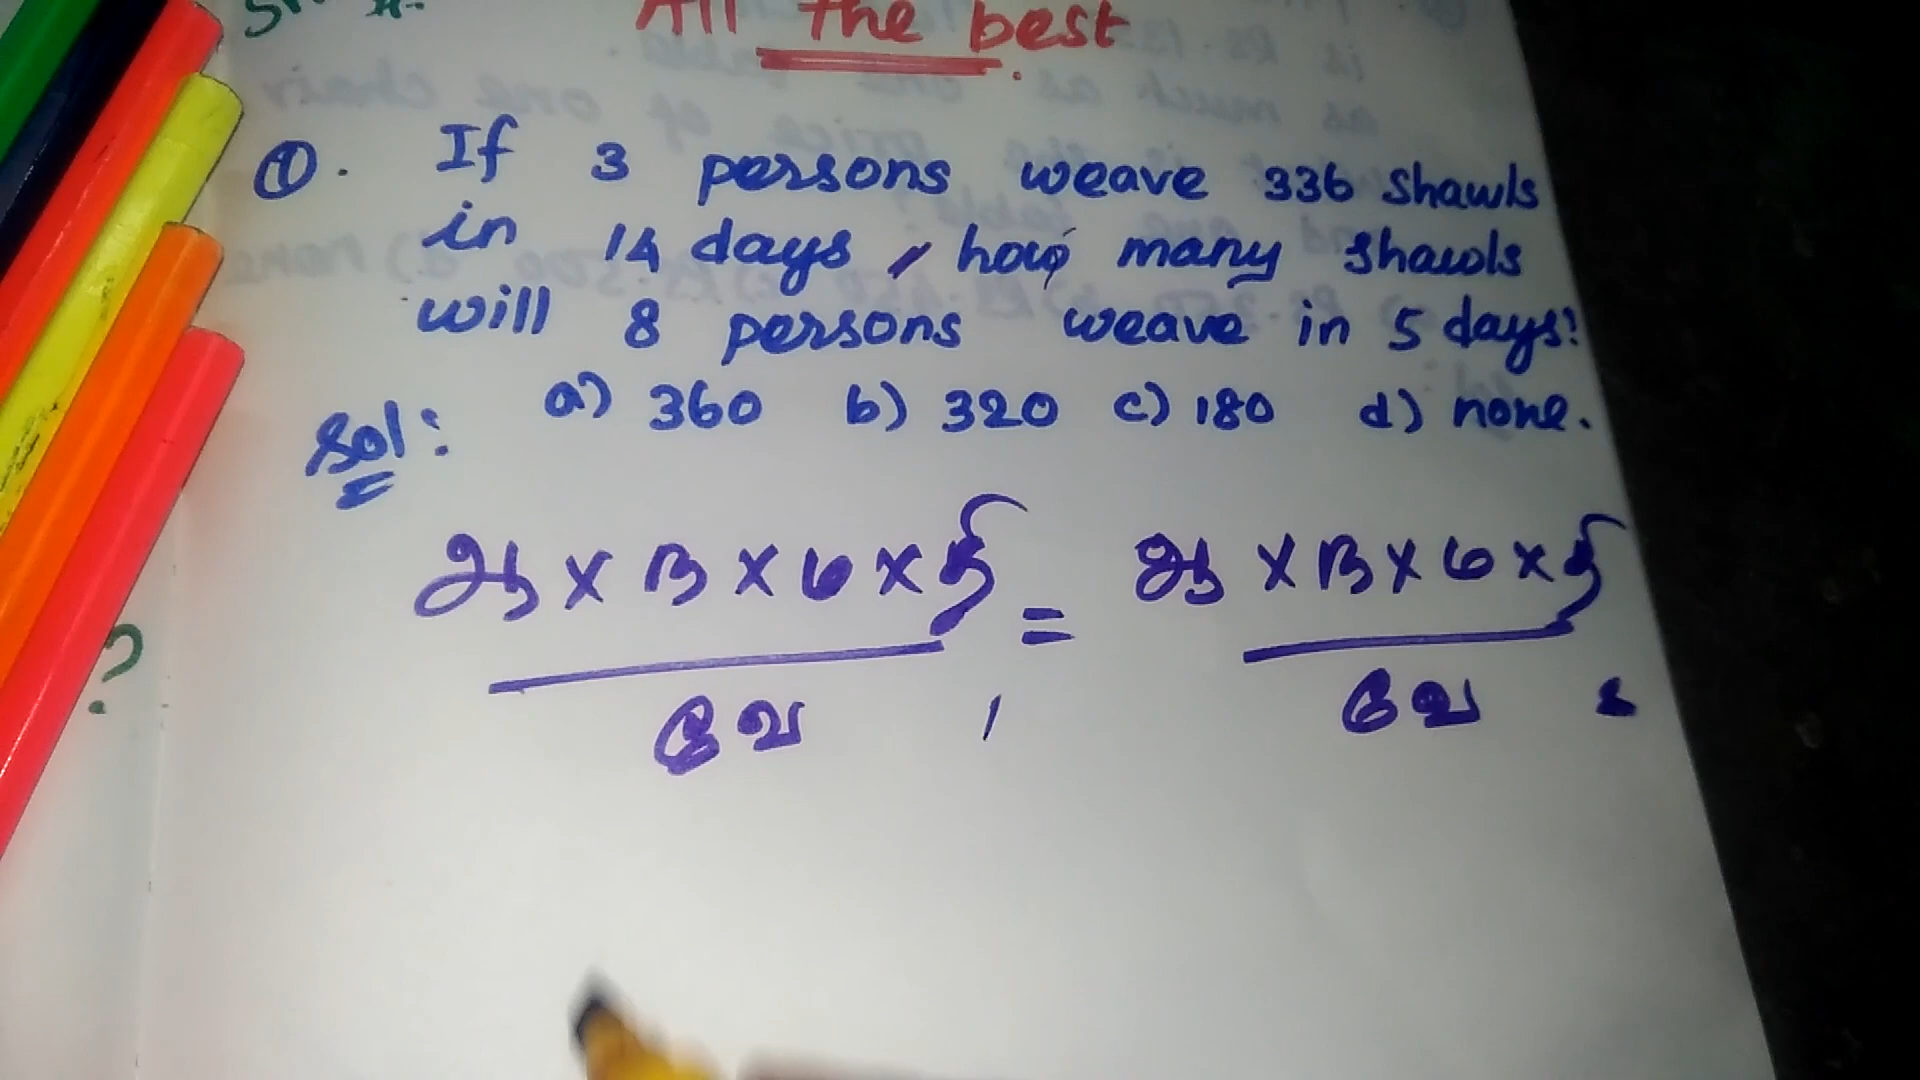 All the best.
①. If 3 persons weave 336 shawls
in 14 days, how many shawls
will 8 persons weave in 5 days?
a) 360 b) 320 c) 180 d) none.
Sol:
ஆ x நா x ம x தி = ஆ x நா x ம x தி
வே , வே .
?